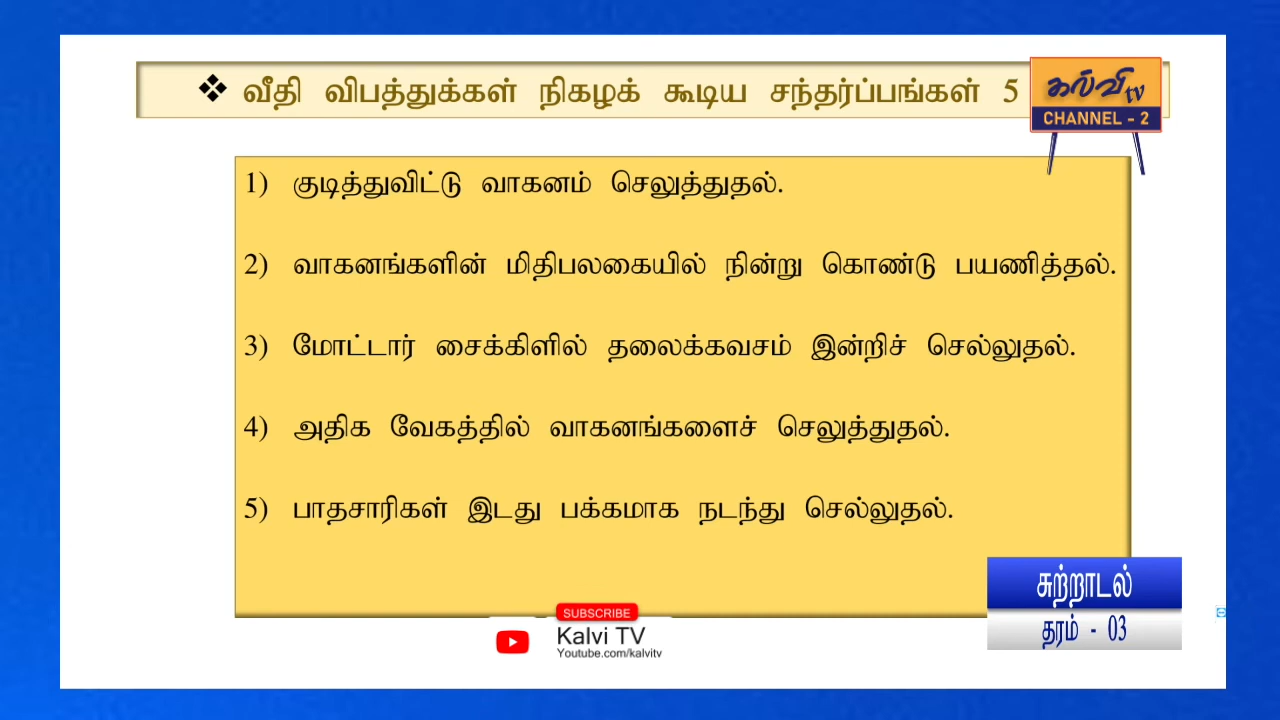 ❖ வீதி விபத்துக்கள் நிகழக் கூடிய சந்தர்ப்பங்கள் 5
கல்வி tv
CHANNEL - 2
1) குடித்துவிட்டு வாகனம் செலுத்துதல்.
2) வாகனங்களின் மிதிபலகையில் நின்று கொண்டு பயணித்தல்.
3) மோட்டார் சைக்கிளில் தலைக்கவசம் இன்றிச் செல்லுதல்.
4) அதிக வேகத்தில் வாகனங்களைச் செலுத்துதல்.
5) பாதசாரிகள் இடது பக்கமாக நடந்து செல்லுதல்.
சுற்றாடல்
தரம் - 03
SUBSCRIBE
Kalvi TV
Youtube.com/kalvitv